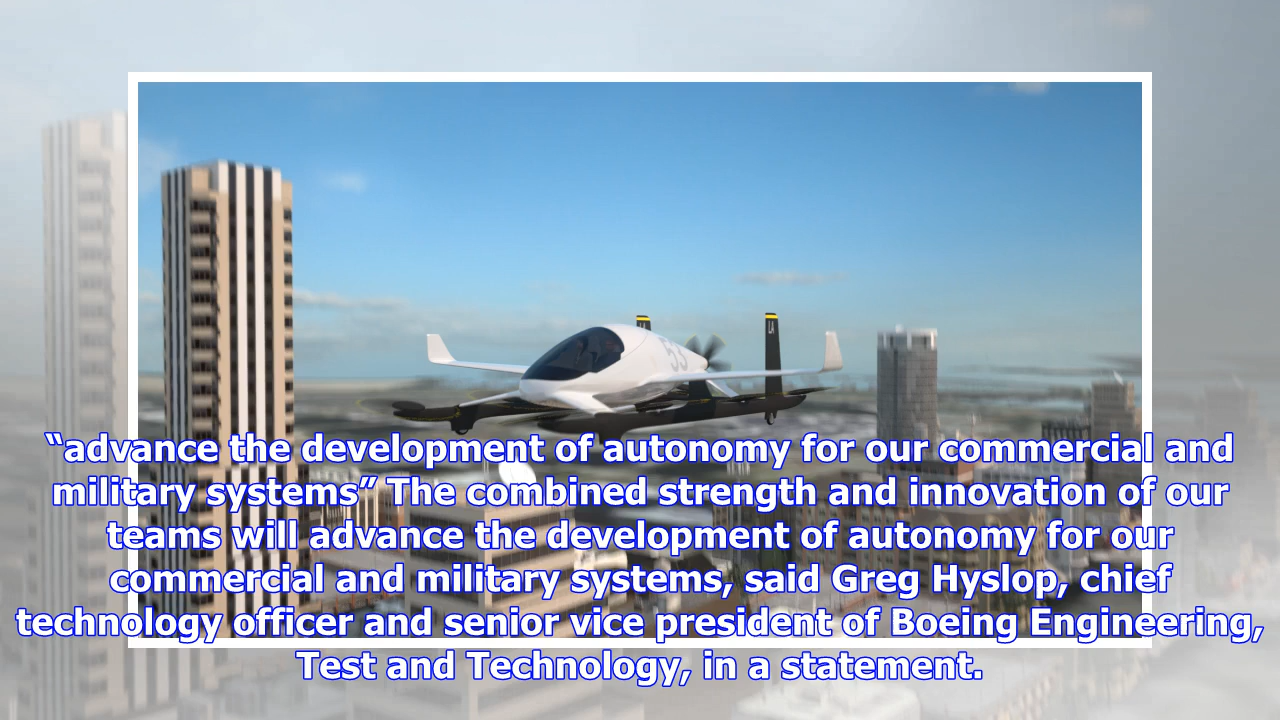 53
“advance the development of autonomy for our commercial and
military systems” The combined strength and innovation of our
teams will advance the development of autonomy for our
commercial and military systems, said Greg Hyslop, chief
technology officer and senior vice president of Boeing Engineering,
Test and Technology, in a statement.